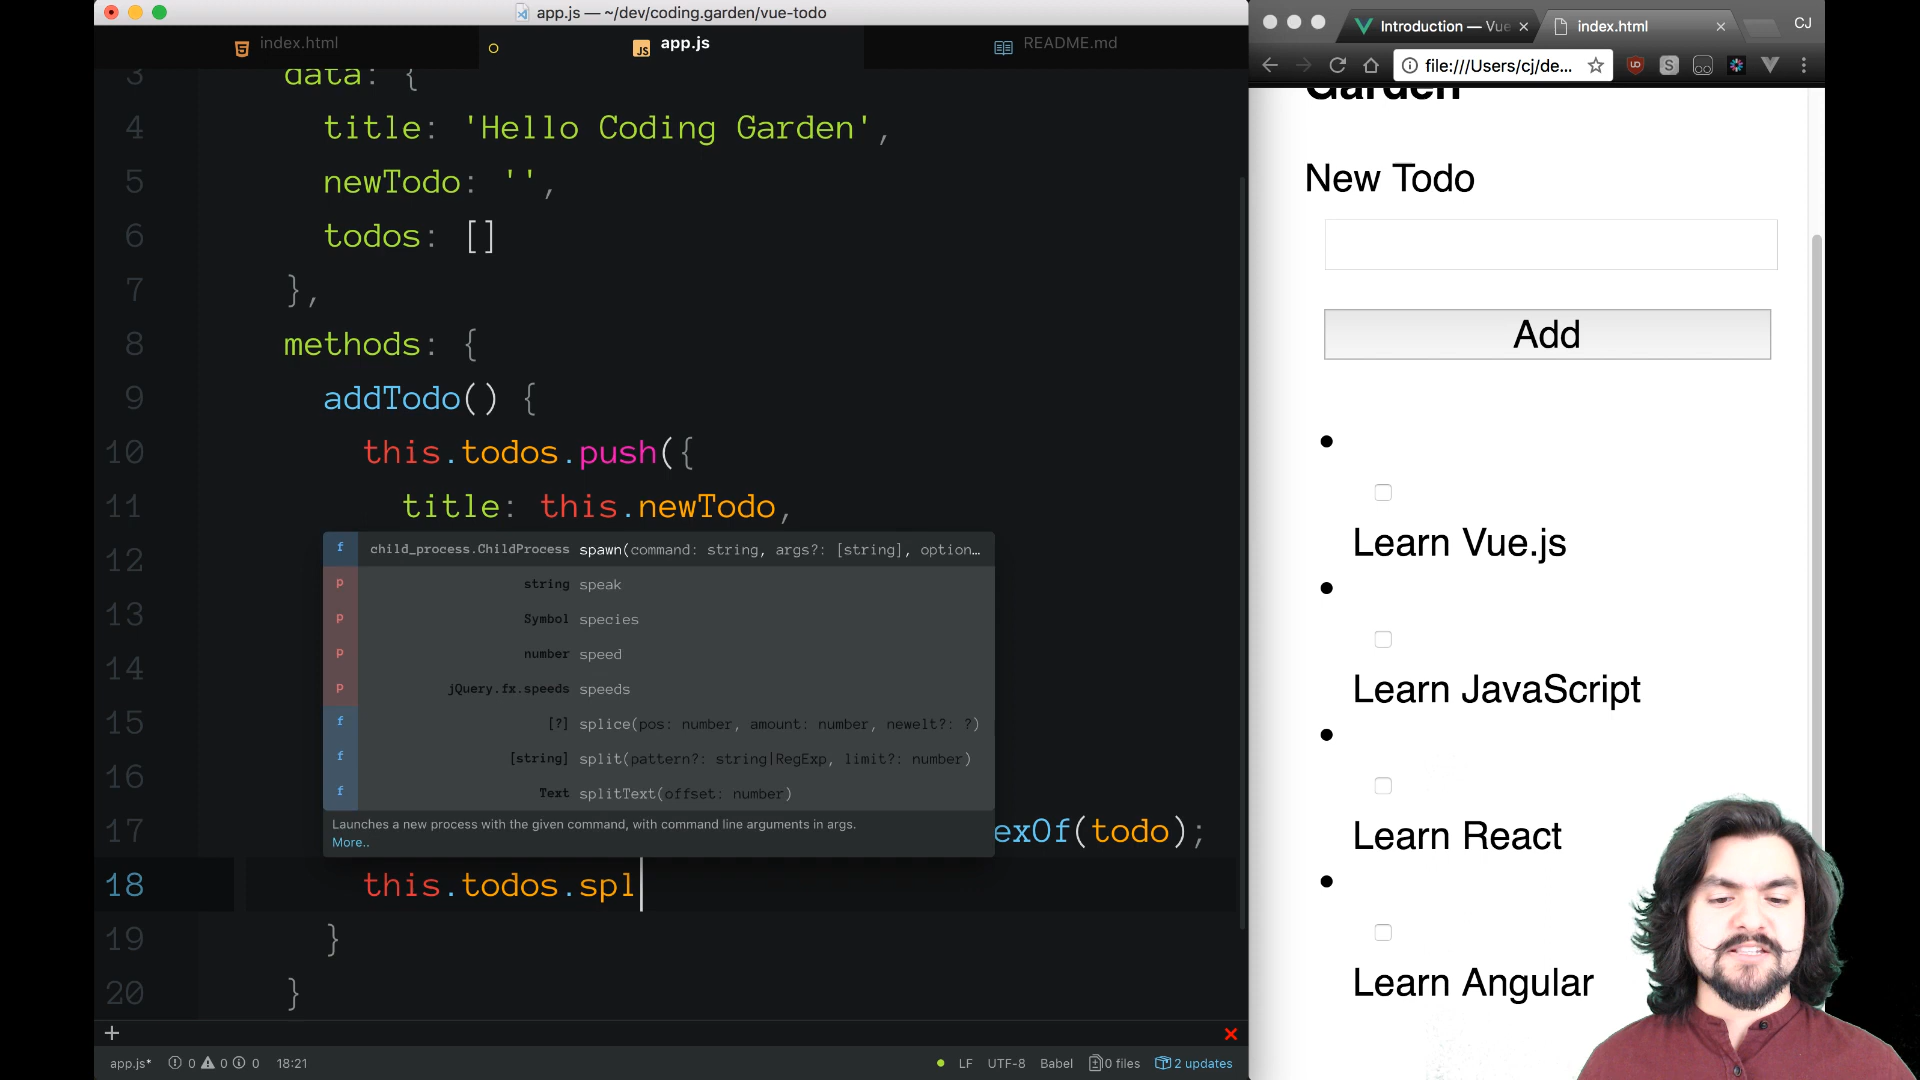 app.js — ~/dev/coding.garden/vue-todo
index.html
app.js
README.md
3 data: {
4 title: 'Hello Coding Garden',
5 newTodo: '',
6 todos: []
7 },
8 methods: {
9 addTodo() {
10 this.todos.push({
11 title: this.newTodo,
12
13
14
15
16
17 exOf(todo);
18 this.todos.spl
19 }
20 }
f child_process.ChildProcess spawn(command: string, args?: [string], option…
p string speak
p Symbol species
p number speed
p jQuery.fx.speeds speeds
f [?] splice(pos: number, amount: number, newelt?: ?)
f [string] split(pattern?: string|RegExp, limit?: number)
f Text splitText(offset: number)
Launches a new process with the given command, with command line arguments in args.
More..
app.js* 0 0 0 18:21 LF UTF-8 Babel 0 files 2 updates
Introduction — Vue
index.html
CJ
file:///Users/cj/de...
Garden
New Todo
Add
Learn Vue.js
Learn JavaScript
Learn React
Learn Angular